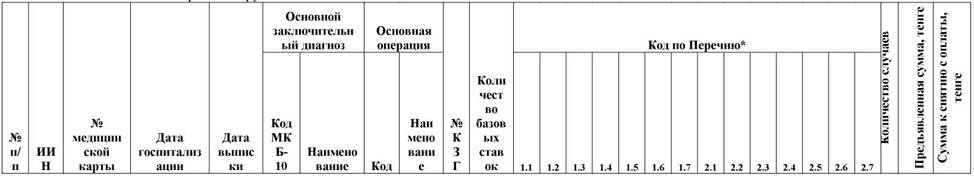 № п/п
ИИН
№ медицинской карты
Дата госпитализации
Дата выписки
Основной заключительный диагноз
Код МКБ-10
Наименование
Основная операция
Код
Наименование
№ КЗГ
Количество базовых ставок
Код по Перечню*
1.1 1.2 1.3 1.4 1.5 1.6 1.7 2.1 2.2 2.3 2.4 2.5 2.6 2.7
Количество случаев
Предъявленная сумма, тенге
Сумма к снятию с оплаты, тенге